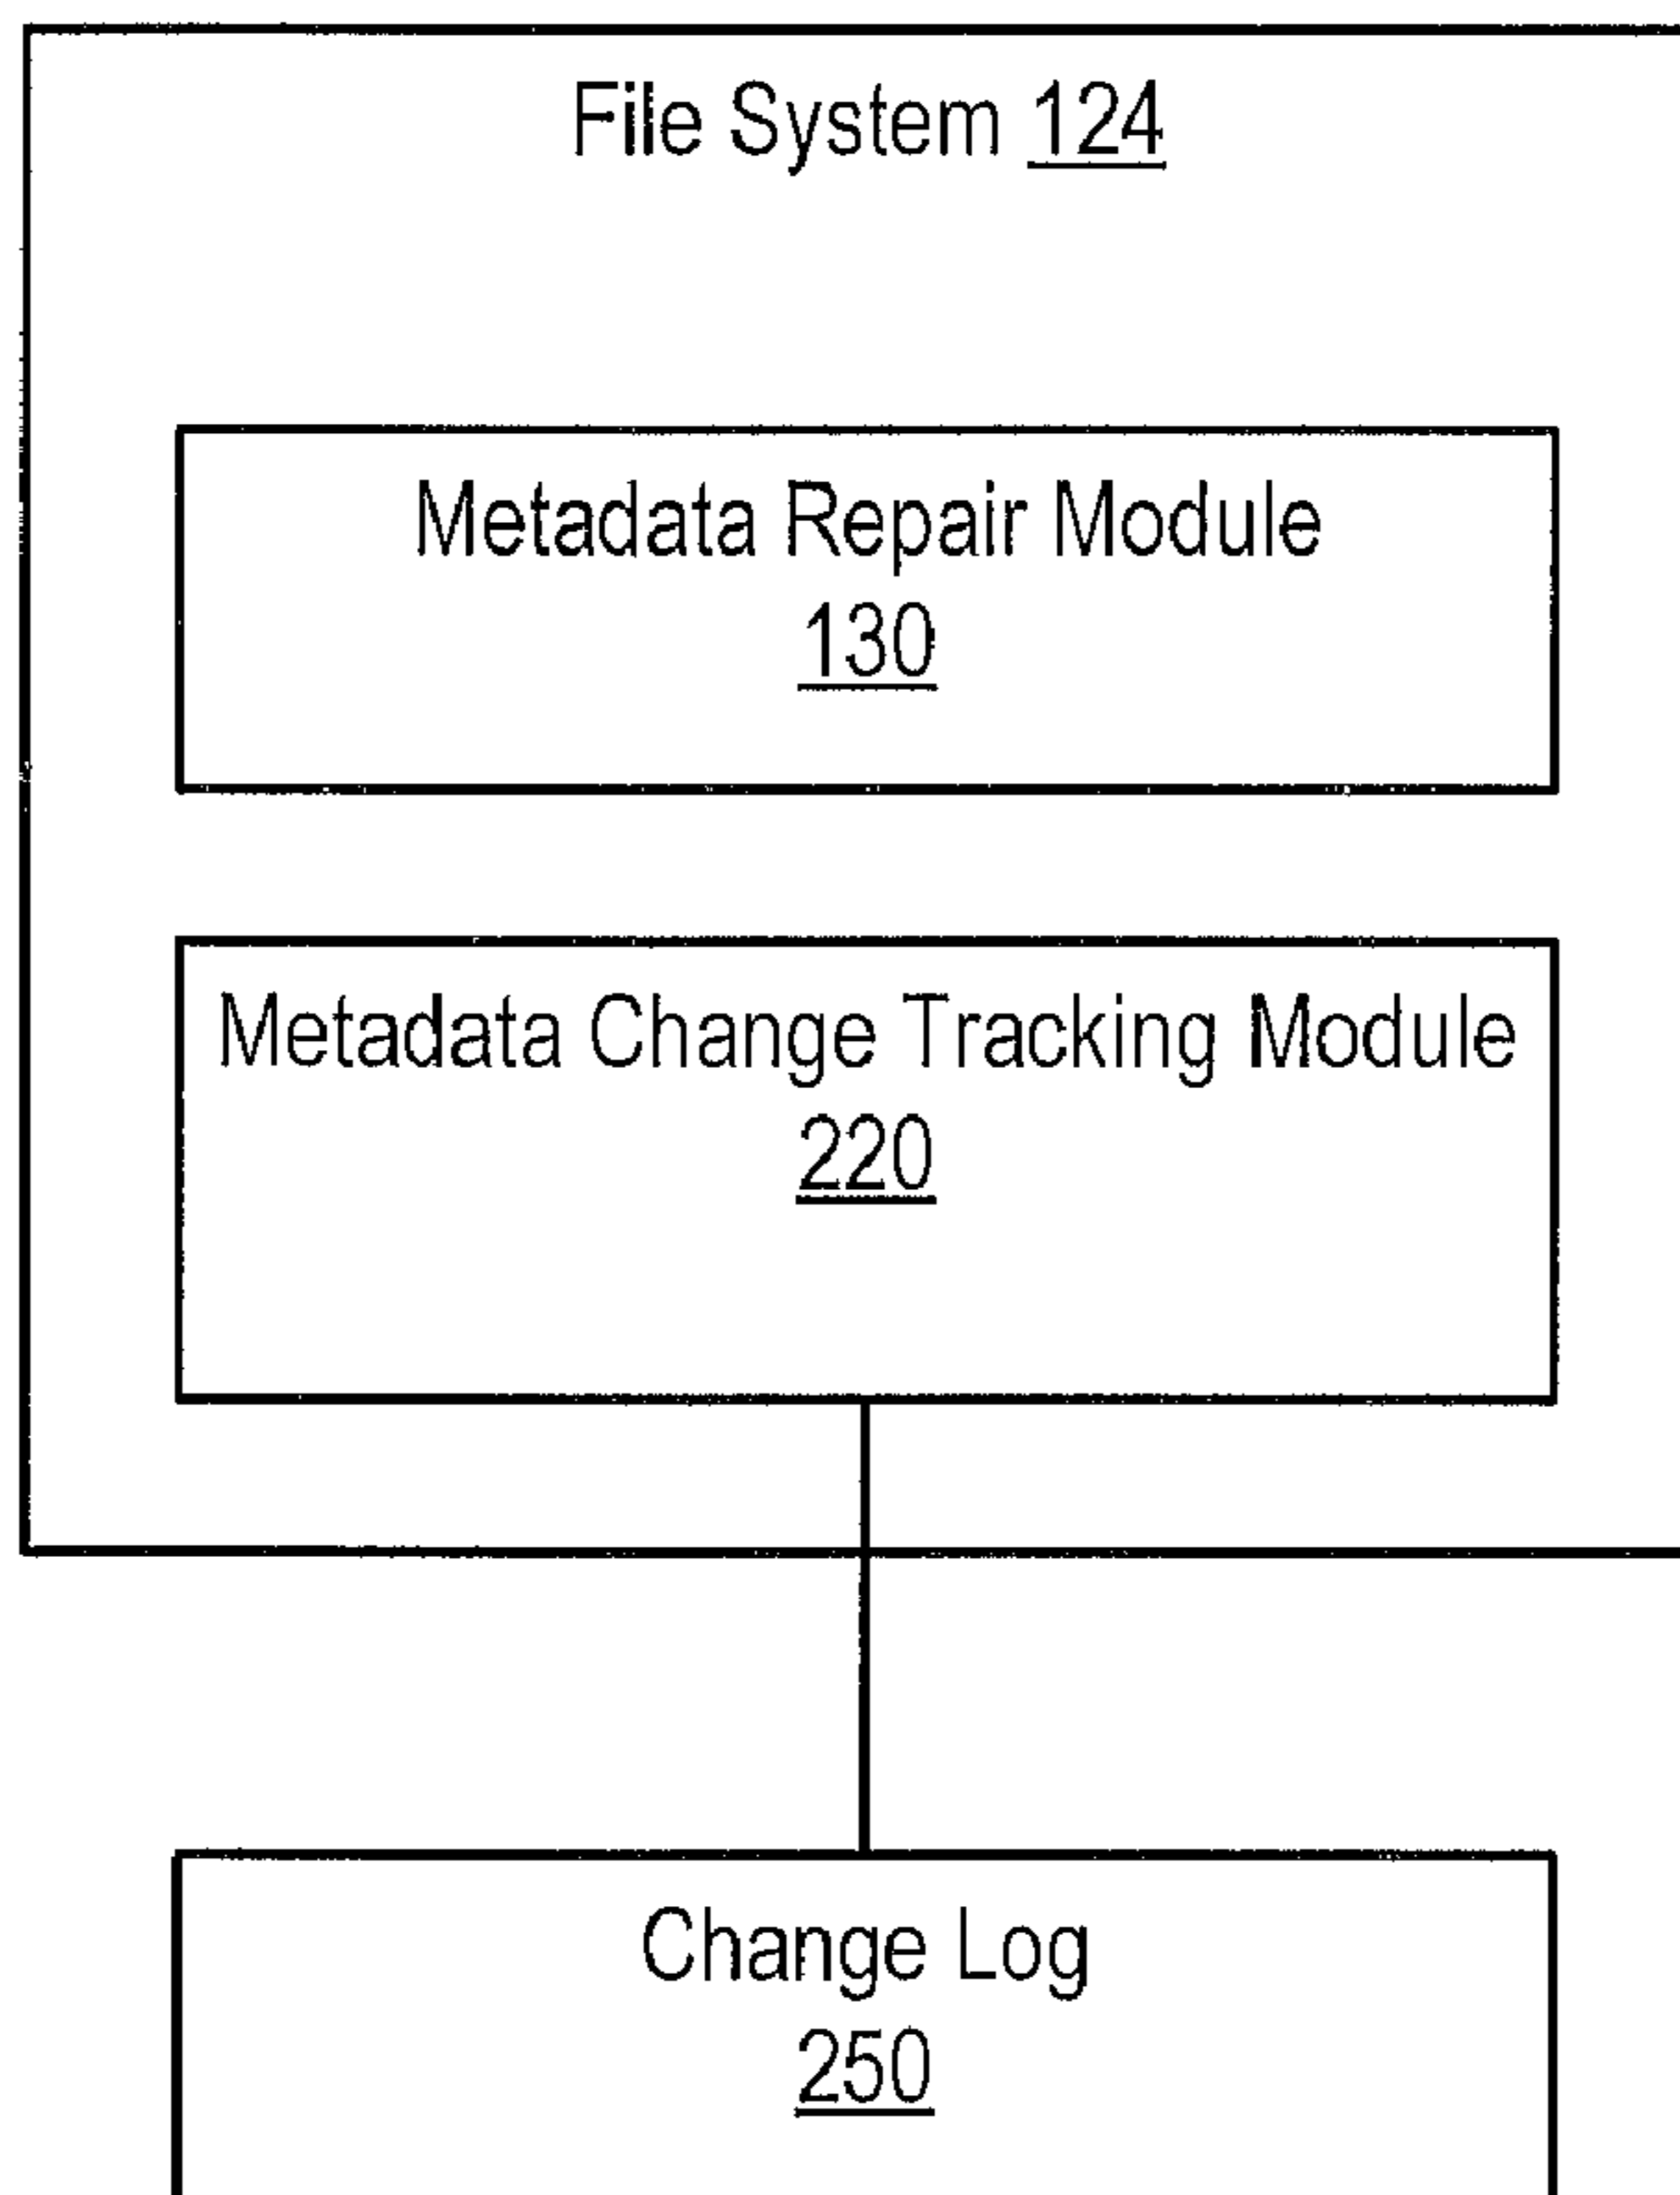 File System 124
Metadata Repair Module
130
Metadata Change Tracking Module
220
Change Log
250